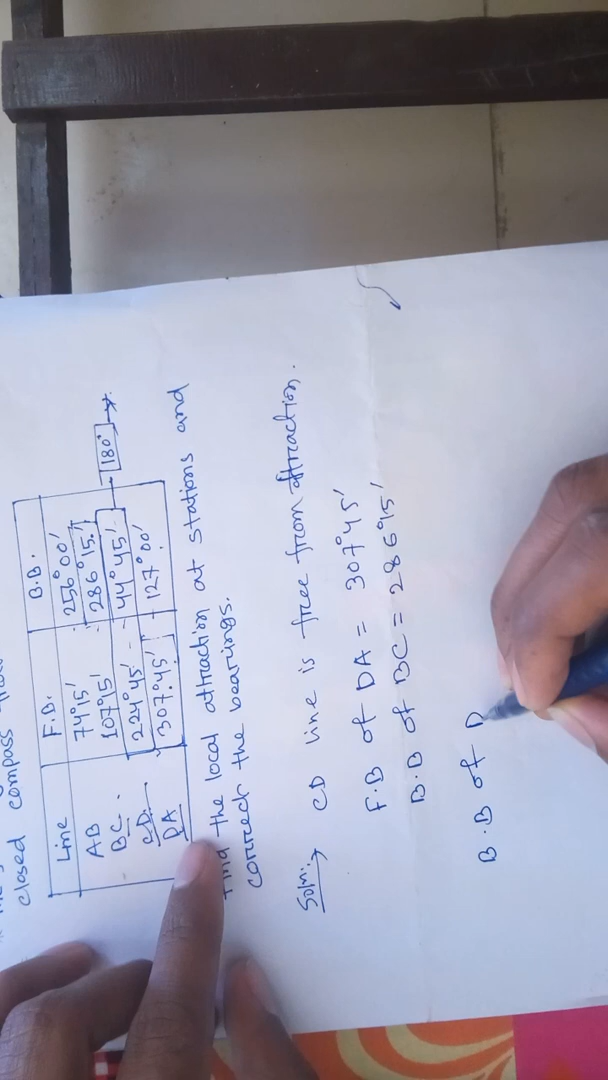 closed compass
Line F.B. B.B.
AB 74°15' 256°00'
BC. 107°15' 286°15'
CD. 224°45' 44°45' 180°
DA 307°45' 127°00'
Find the local attraction at stations and
correct the bearings.
Soln. → CD line is free from attraction.
F.B of DA = 307°45'
B.B of BC = 286°15'
B.B of D